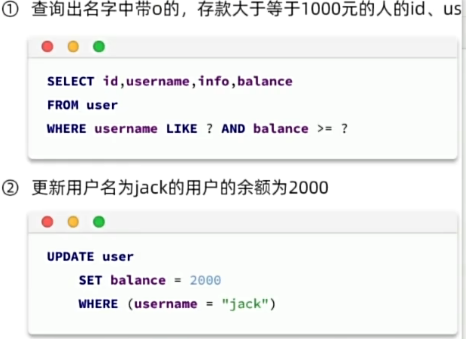 ① 查询出名字中带o的，存款大于等于1000元的人的id、us
SELECT id,username,info,balance
FROM user
WHERE username LIKE ? AND balance >= ?
② 更新用户名为jack的用户的余额为2000
UPDATE user
SET balance = 2000
WHERE (username = "jack")